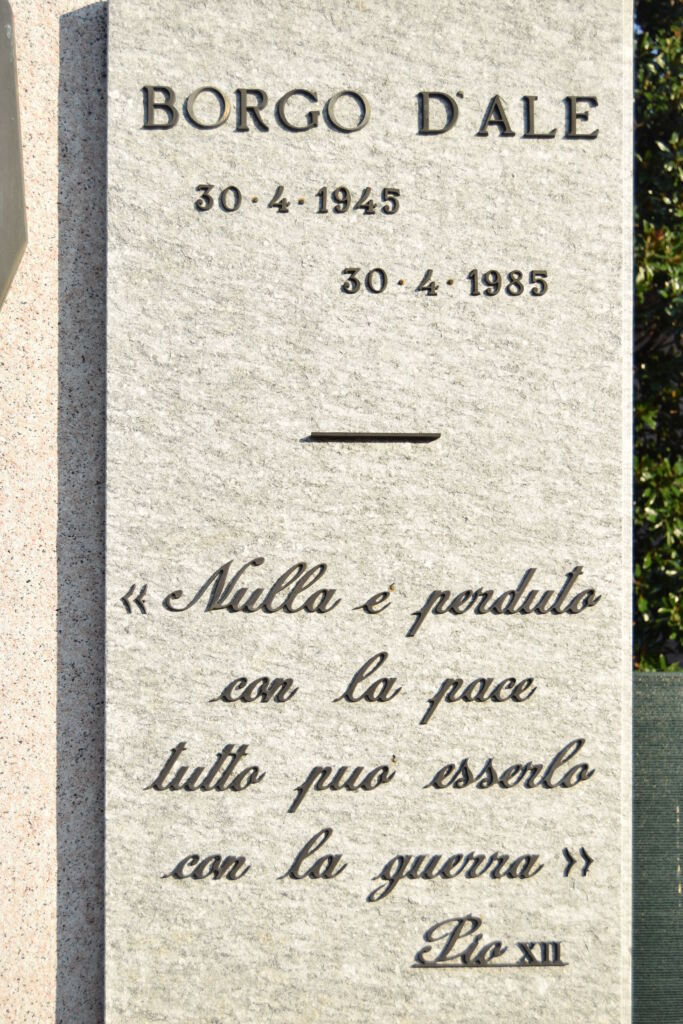 BORGO D'ALE
30·4·1945
30·4·1985
« Nulla e' perduto
con la pace
tutto puo' esserlo
con la guerra »
Pio XII